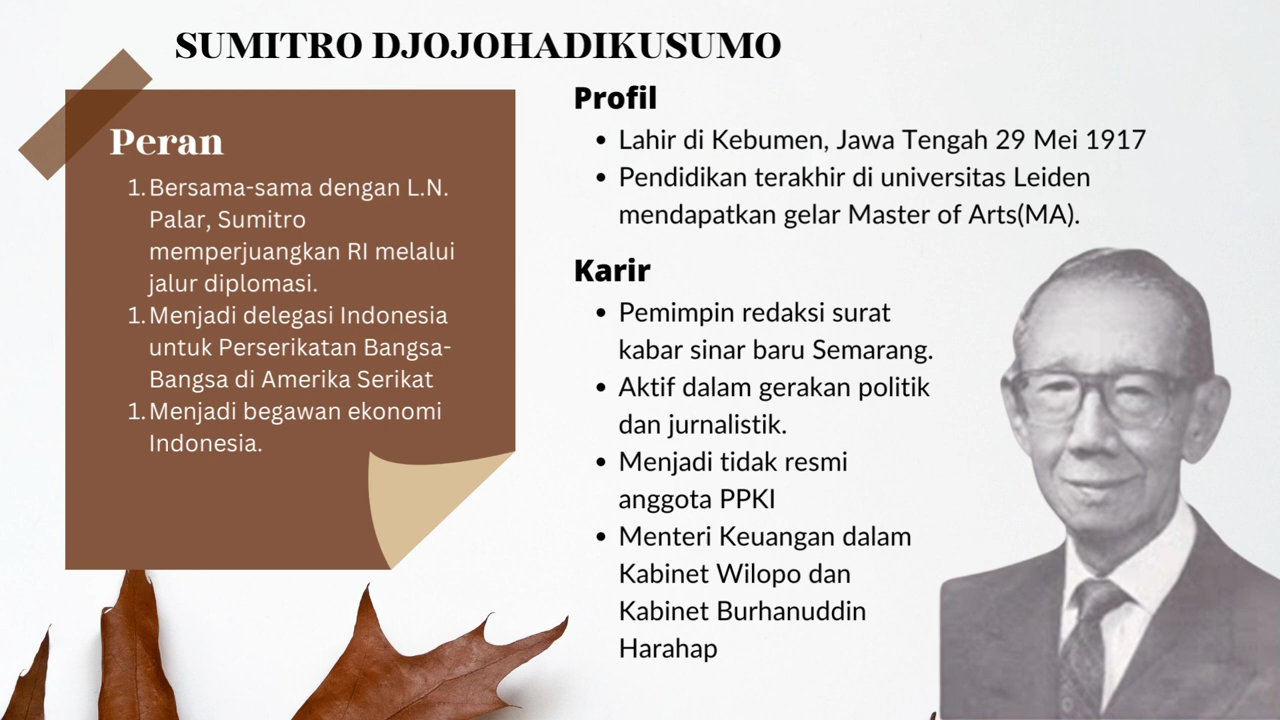 SUMITRO DJOJOHADIKUSUMO
Peran
1. Bersama-sama dengan L.N.
Palar, Sumitro
memperjuangkan RI melalui
jalur diplomasi.
1. Menjadi delegasi Indonesia
untuk Perserikatan Bangsa-
Bangsa di Amerika Serikat
1. Menjadi begawan ekonomi
Indonesia.
Profil
• Lahir di Kebumen, Jawa Tengah 29 Mei 1917
• Pendidikan terakhir di universitas Leiden
mendapatkan gelar Master of Arts(MA).
Karir
• Pemimpin redaksi surat
kabar sinar baru Semarang.
• Aktif dalam gerakan politik
dan jurnalistik.
• Menjadi tidak resmi
anggota PPKI
• Menteri Keuangan dalam
Kabinet Wilopo dan
Kabinet Burhanuddin
Harahap